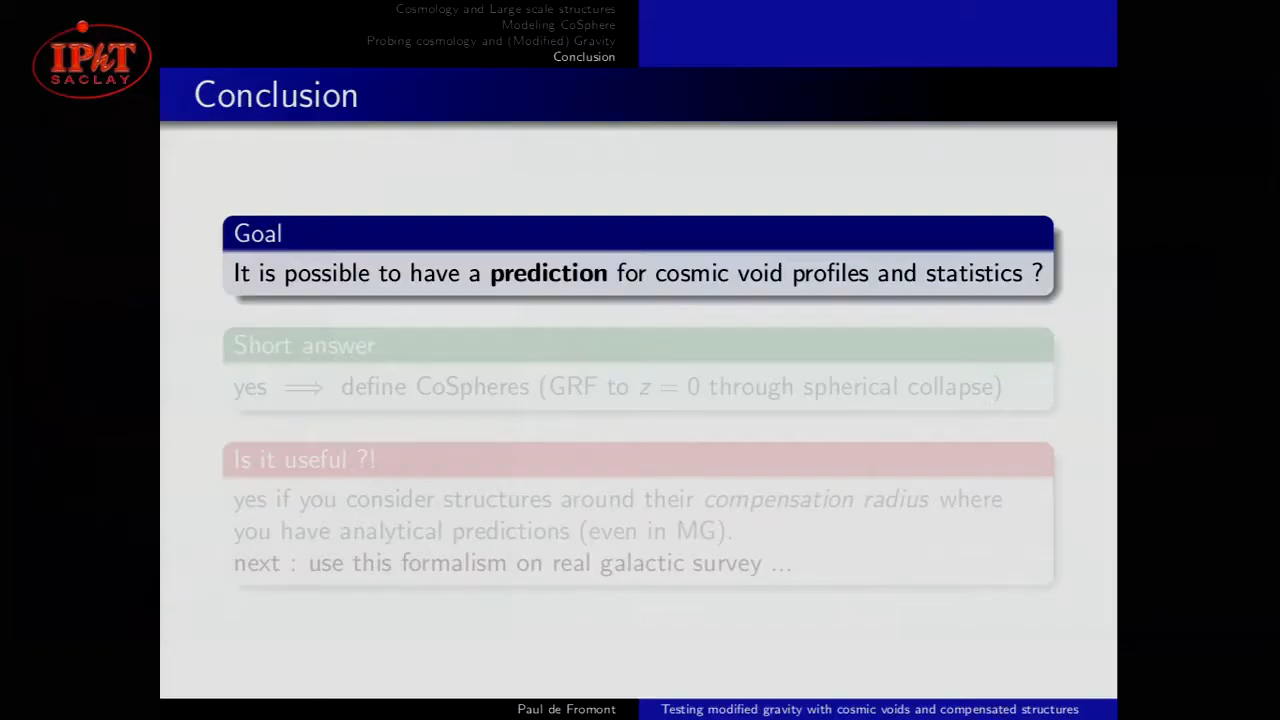 IPhT
SACLAY
Cosmology and Large scale structures
Modeling CoSphere
Probing cosmology and (Modified) Gravity
Conclusion
Conclusion
Goal
It is possible to have a prediction for cosmic void profiles and statistics ?
Short answer
yes ⟹ define CoSpheres (GRF to z = 0 through spherical collapse)
Is it useful ?!
yes if you consider structures around their compensation radius where
you have analytical predictions (even in MG).
next : use this formalism on real galactic survey ...
Paul de Fromont
Testing modified gravity with cosmic voids and compensated structures